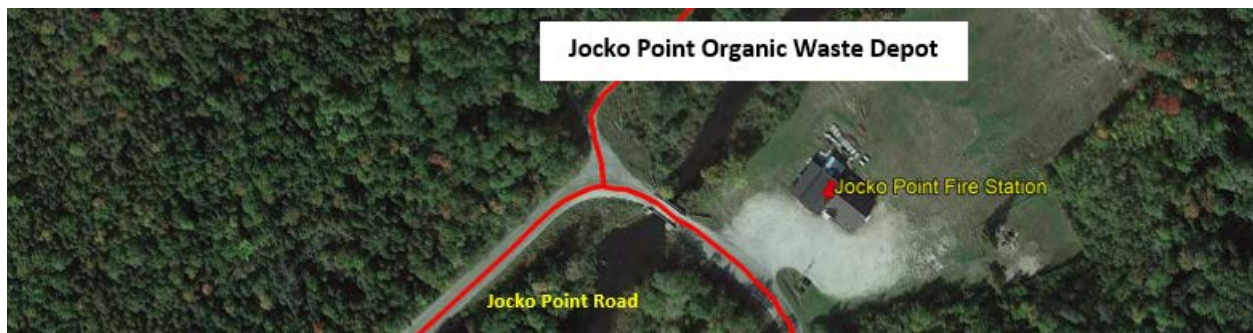 Jocko Point Organic Waste Depot
Jocko Point Fire Station
Jocko Point Road